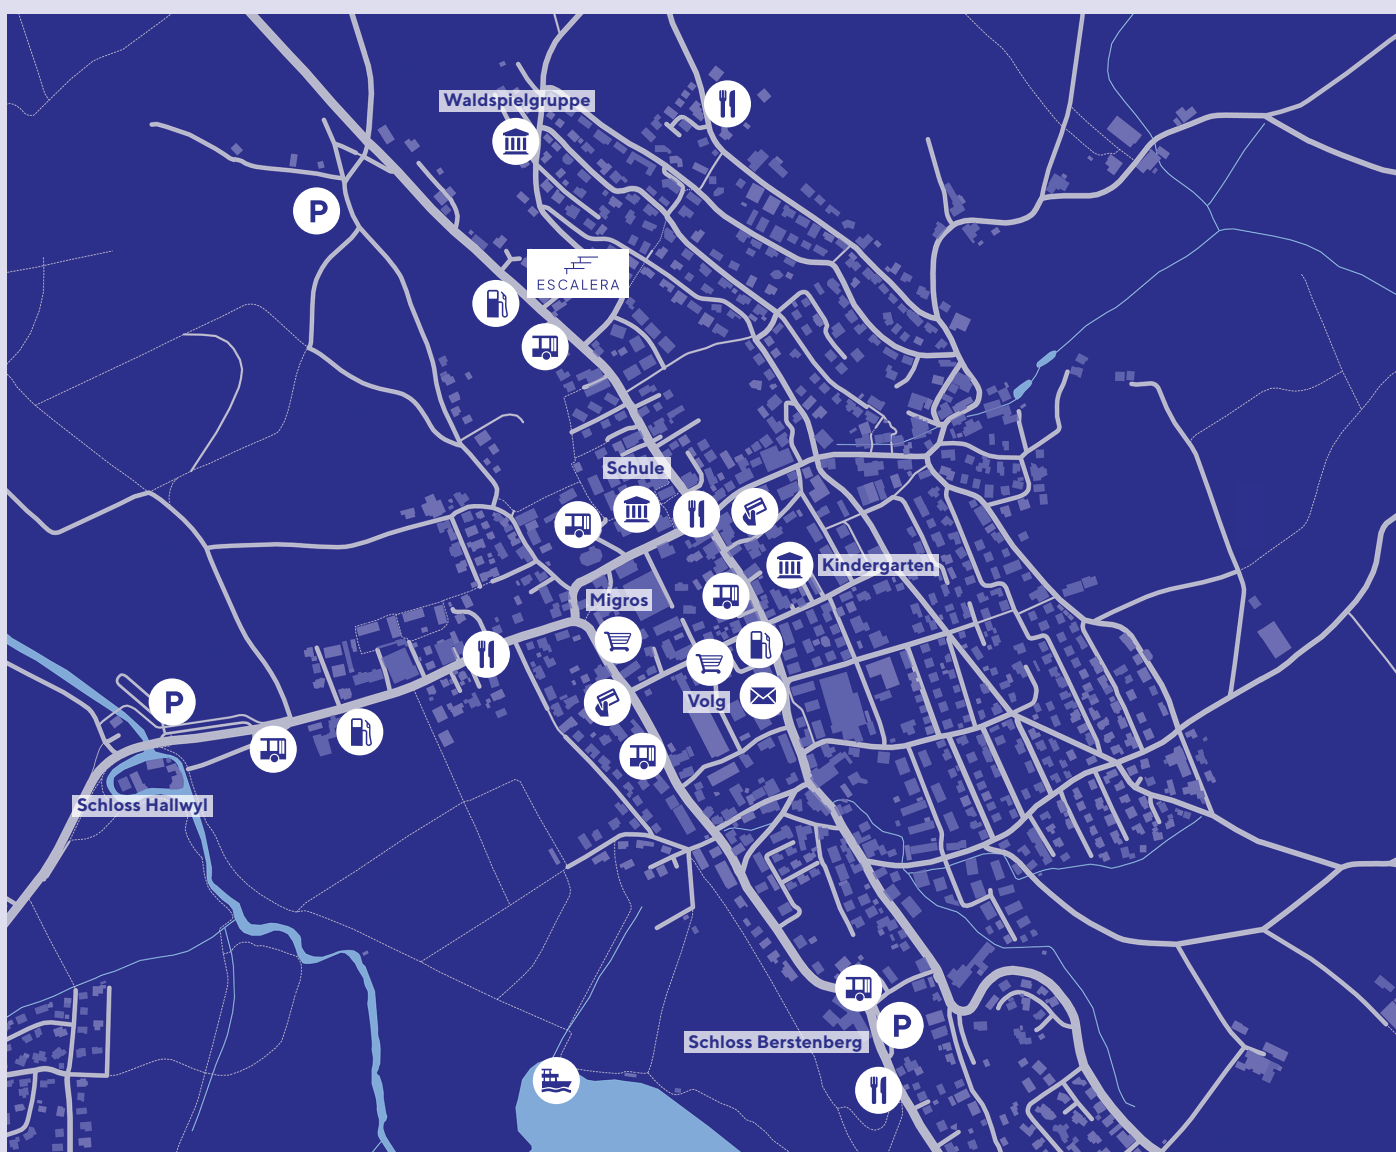 Waldspielgruppe
P
ESCALERA
Schule
Kindergarten
Migros
P
Volg
Schloss Hallwyl
P
Schloss Berstenberg